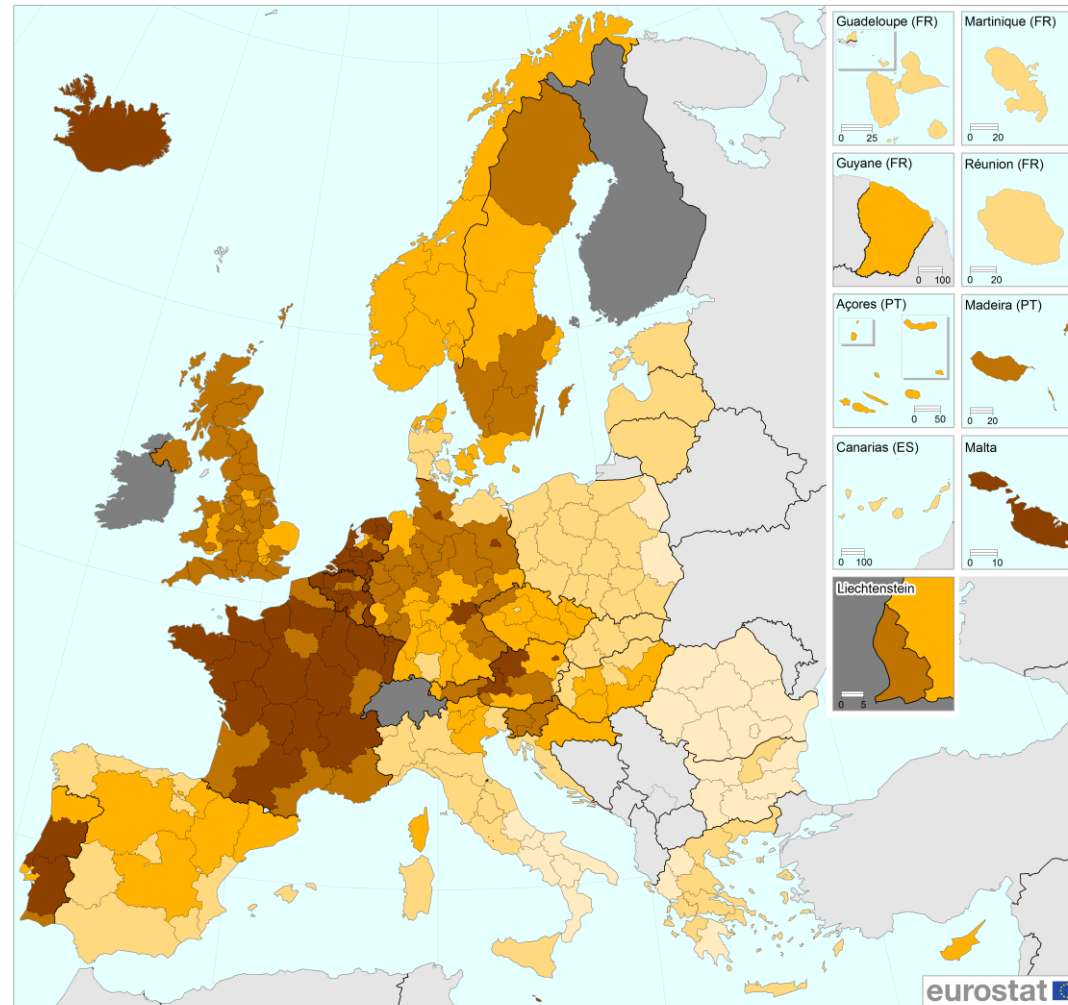 Guadeloupe (FR)
0 25
Martinique (FR)
0 20
Guyane (FR)
0 100
Réunion (FR)
0 20
Açores (PT)
0 50
Madeira (PT)
0 20
Canarias (ES)
0 100
Malta
0 10
Liechtenstein
0 5
eurostat